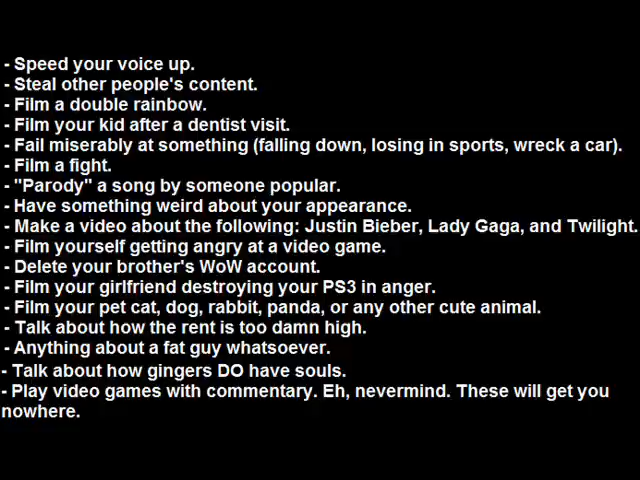 - Speed your voice up.
- Steal other people's content.
- Film a double rainbow.
- Film your kid after a dentist visit.
- Fail miserably at something (falling down, losing in sports, wreck a car).
- Film a fight.
- "Parody" a song by someone popular.
- Have something weird about your appearance.
- Make a video about the following: Justin Bieber, Lady Gaga, and Twilight.
- Film yourself getting angry at a video game.
- Delete your brother's WoW account.
- Film your girlfriend destroying your PS3 in anger.
- Film your pet cat, dog, rabbit, panda, or any other cute animal.
- Talk about how the rent is too damn high.
- Anything about a fat guy whatsoever.
- Talk about how gingers DO have souls.
- Play video games with commentary. Eh, nevermind. These will get you
nowhere.